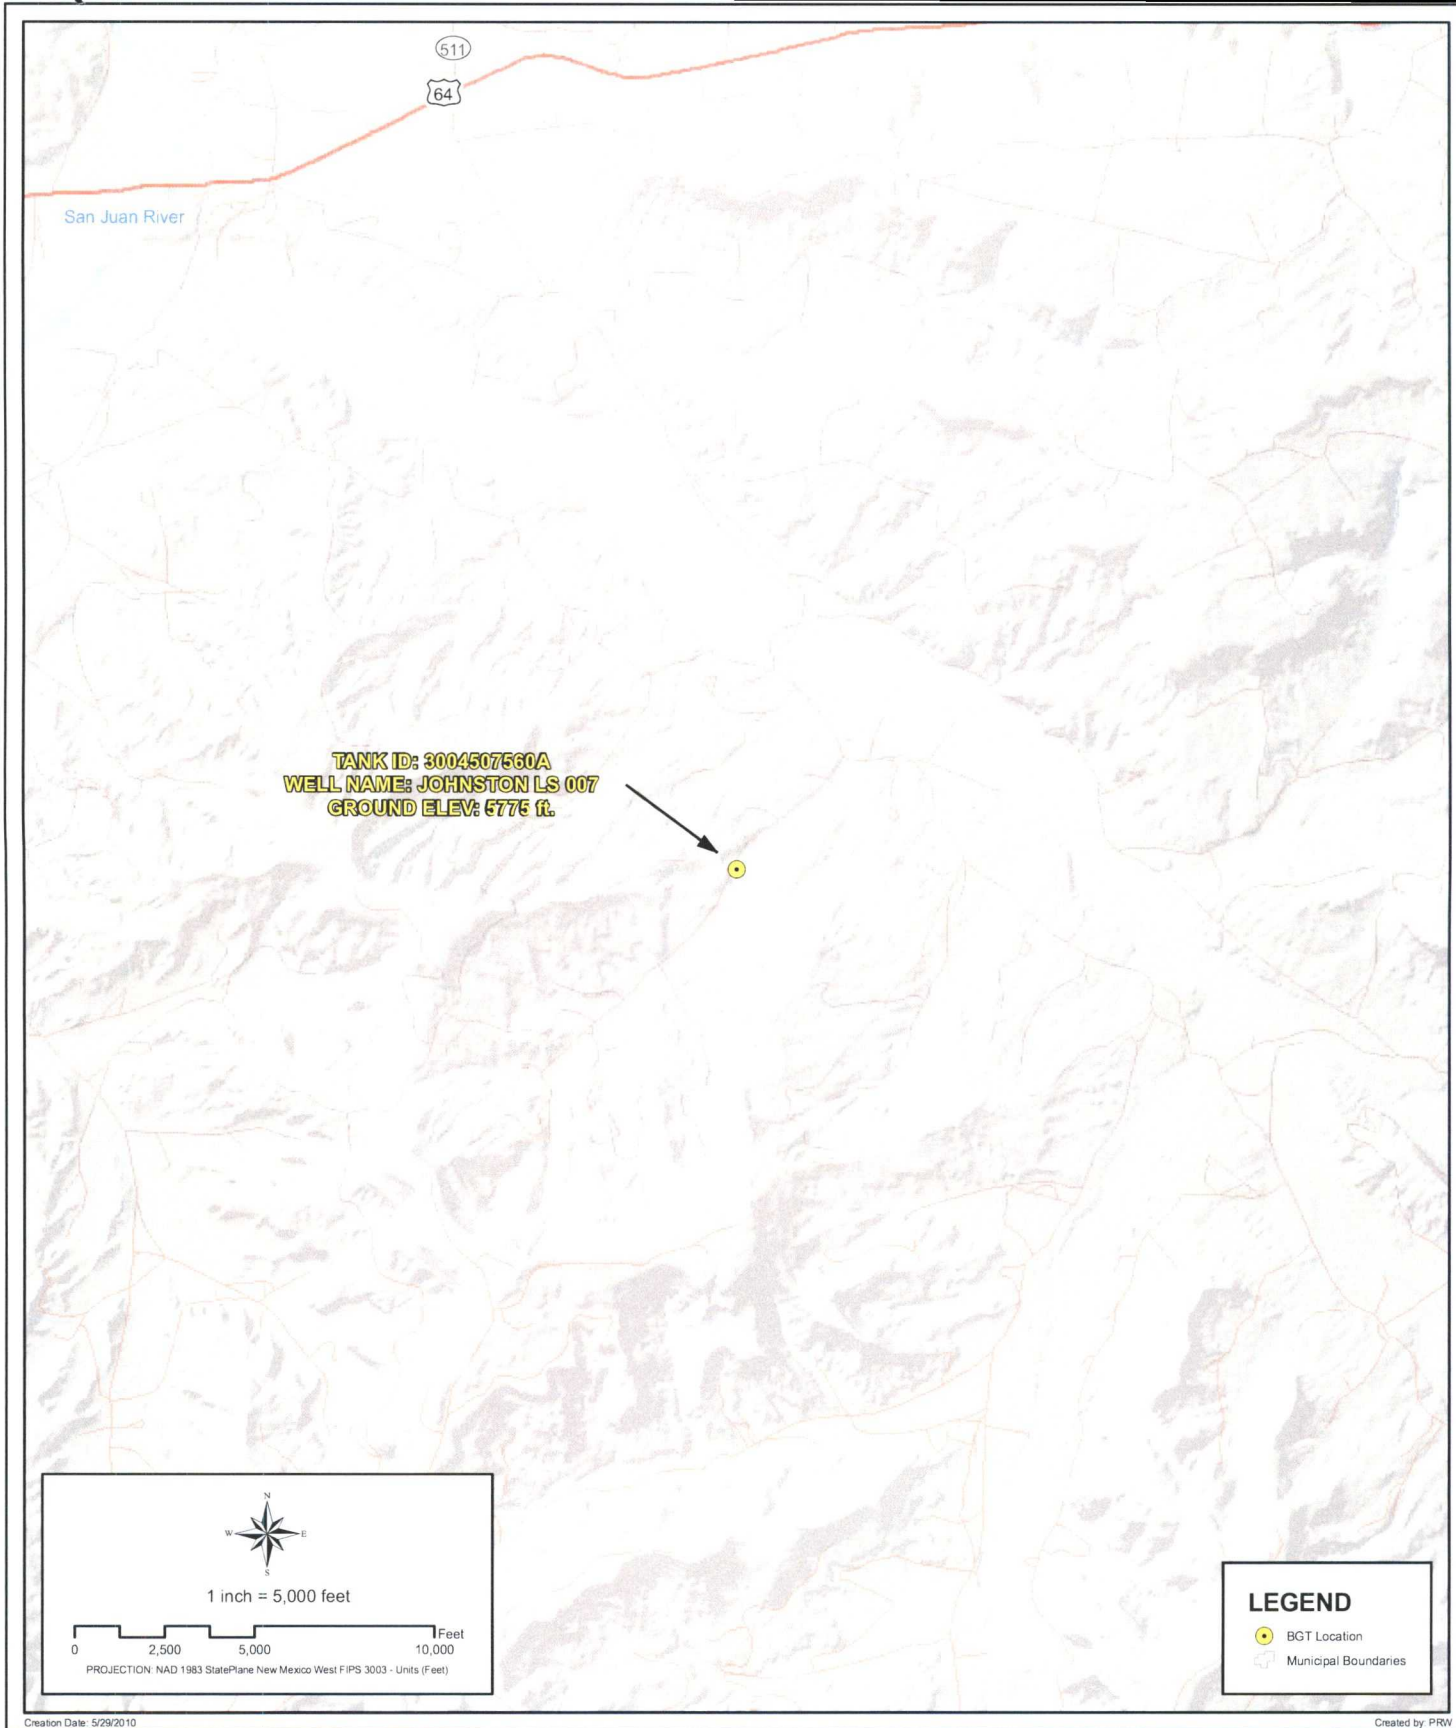 511
64
San Juan River
TANK ID: 3004507560A
WELL NAME: JOHNSTON LS 007
GROUND ELEV: 5775 ft.
N
W E
S
1 inch = 5,000 feet
Feet
0 2,500 5,000 10,000
PROJECTION: NAD 1983 StatePlane New Mexico West FIPS 3003 - Units (Feet)
LEGEND
BGT Location
Municipal Boundaries
Creation Date: 5/29/2010
Created by: PRW